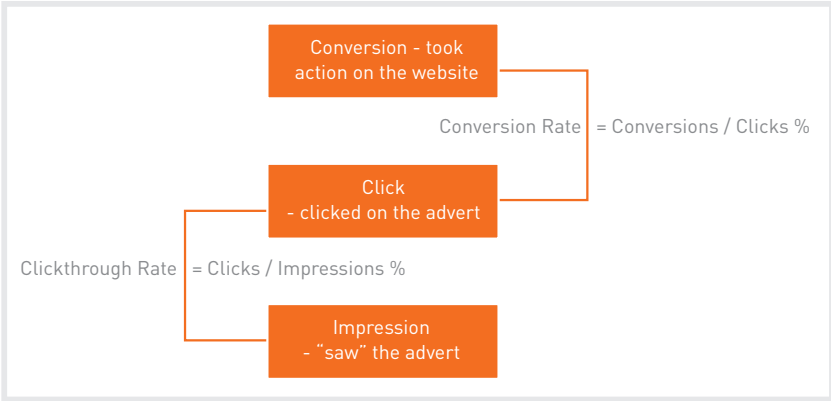 Conversion - took
action on the website
Conversion Rate = Conversions / Clicks %
Click
- clicked on the advert
Clickthrough Rate = Clicks / Impressions %
Impression
- “saw” the advert